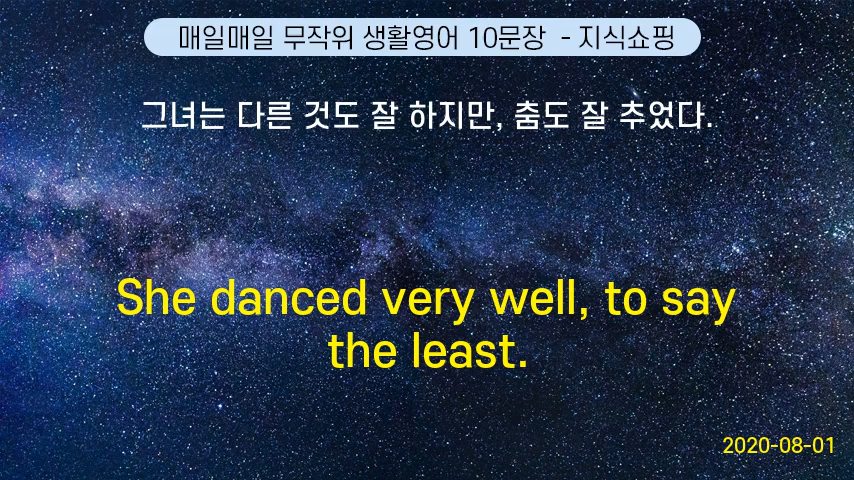 매일매일 무작위 생활영어 10문장 - 지식쇼핑
그녀는 다른 것도 잘 하지만, 춤도 잘 추었다.
She danced very well, to say
the least.
2020-08-01